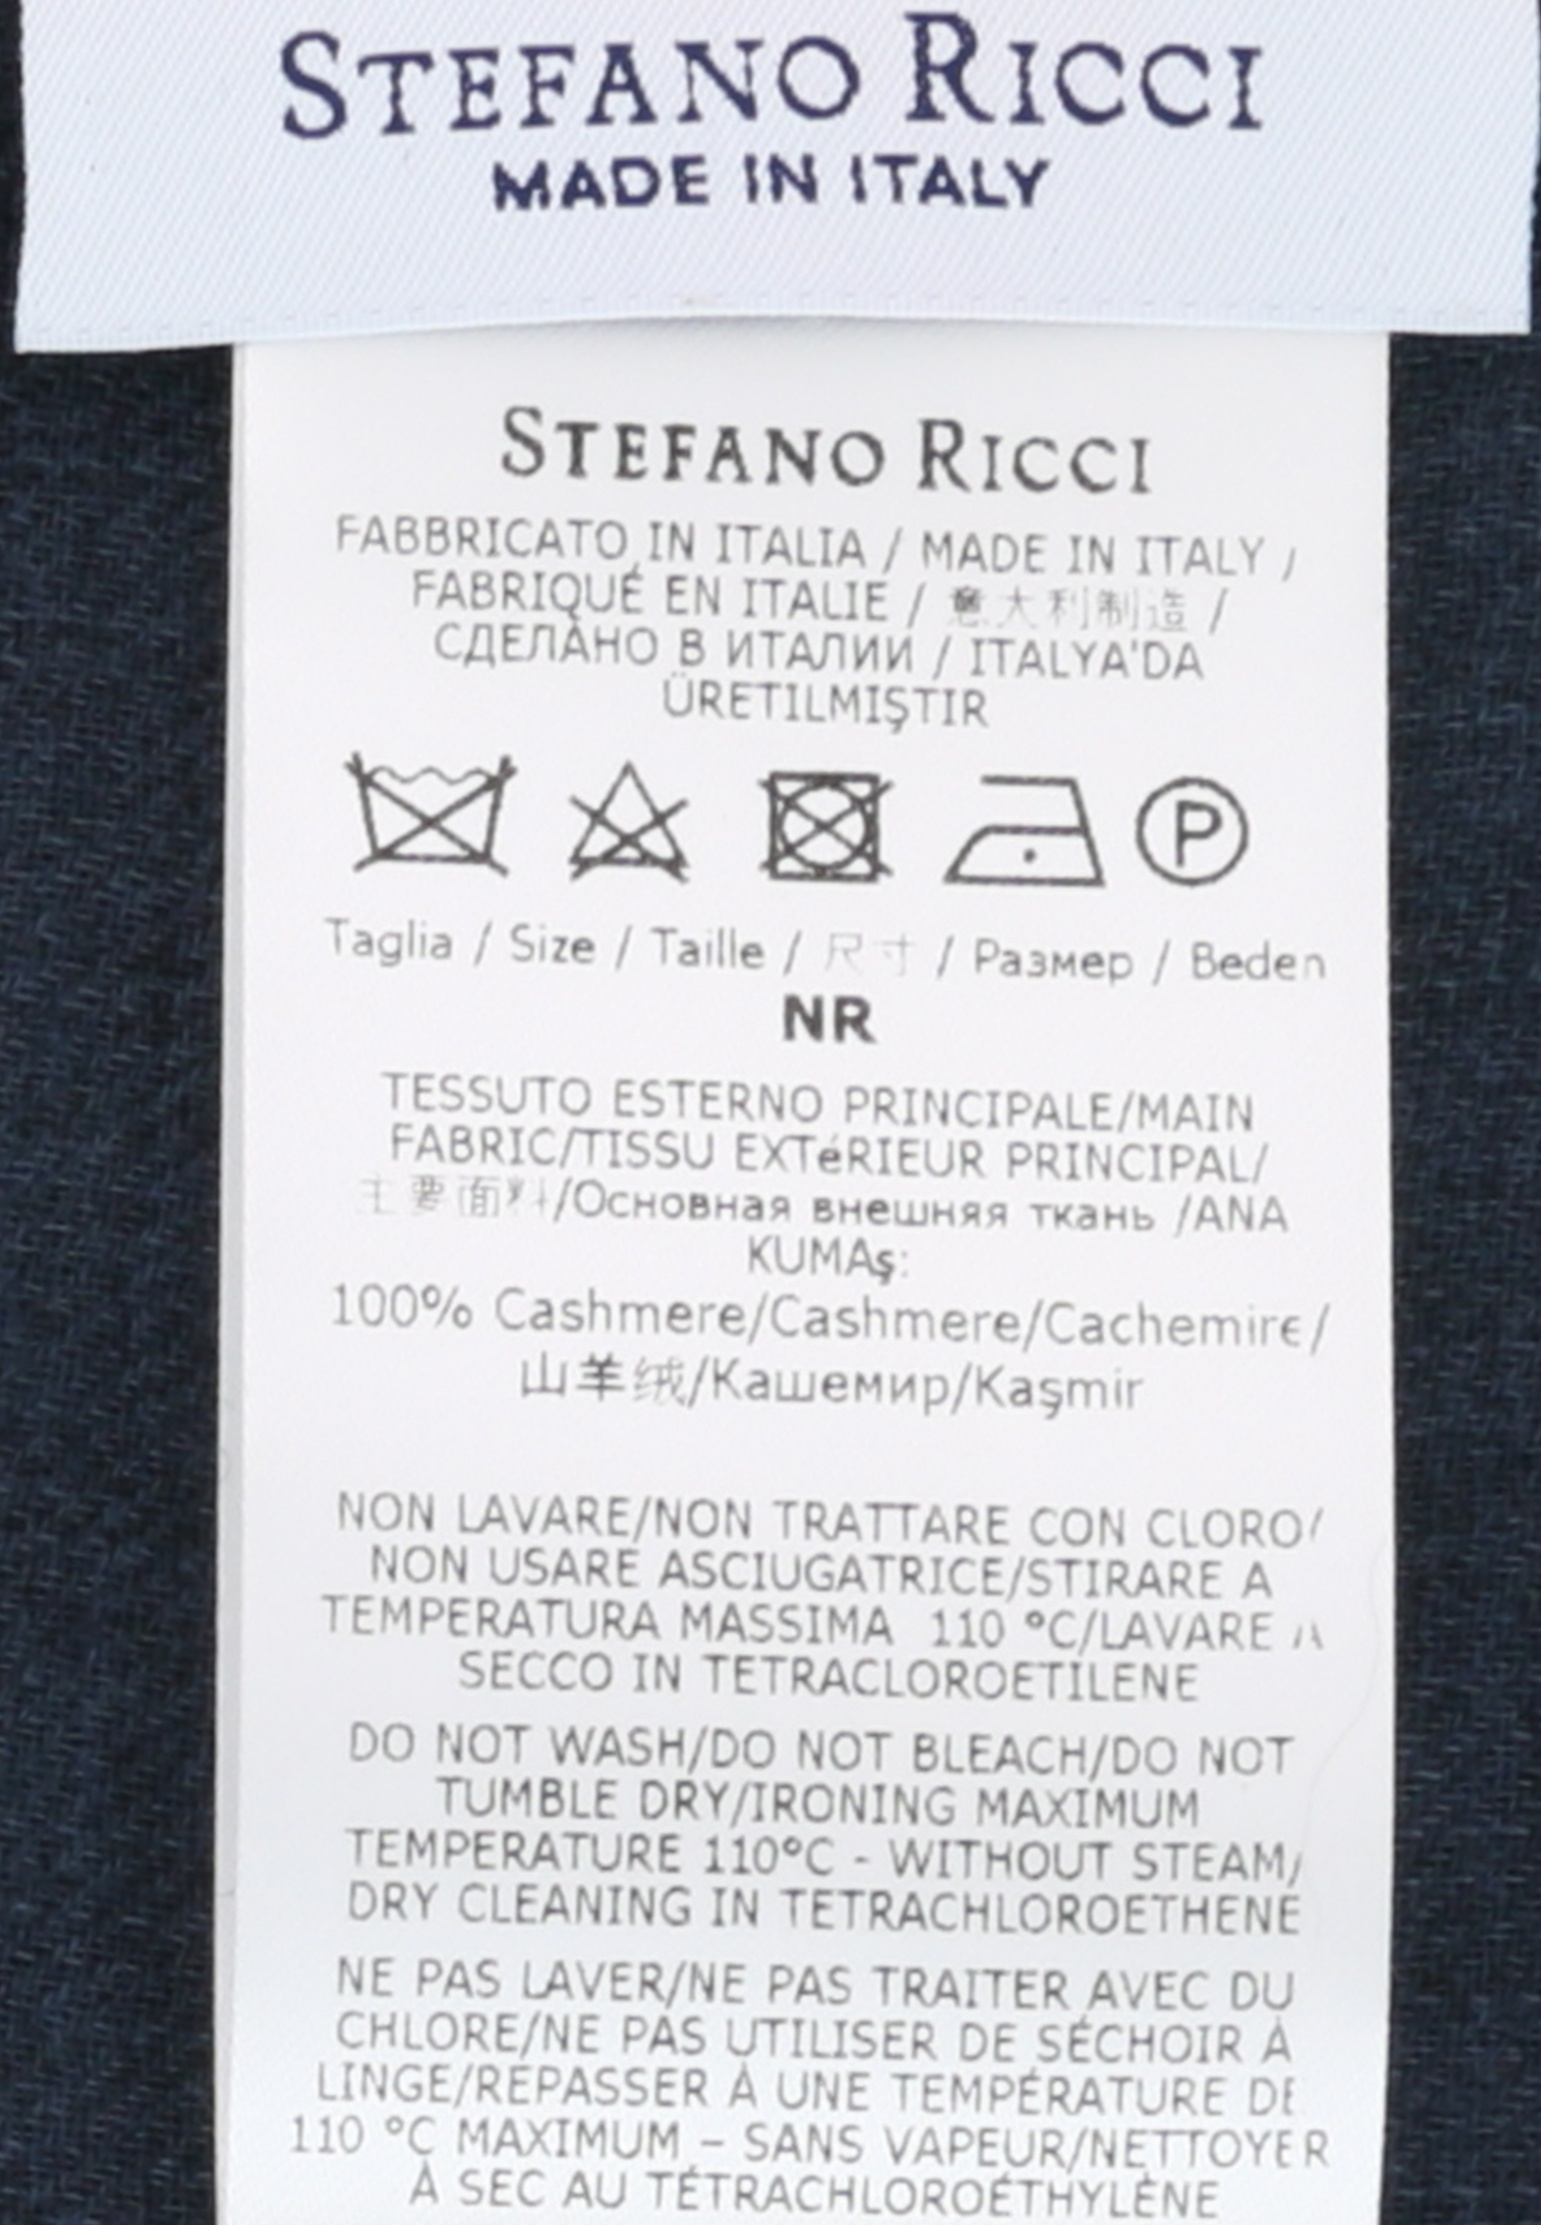 STEFANO RICCI
MADE IN ITALY
STEFANO RICCI
FABBRICATO IN ITALIA / MADE IN ITALY /
FABRIQUÉ EN ITALIE / 意大利制造 /
СДЕЛАНО В ИТАЛИИ / ITALYA'DA
ÜRETILMIŞTIR
P
Taglia / Size / Taille / 尺寸 / Размер / Beden
NR
TESSUTO ESTERNO PRINCIPALE/MAIN
FABRIC/TISSU EXTéRIEUR PRINCIPAL/
主要面料/Основная внешняя ткань /ANA
KUMAş:
100% Cashmere/Cashmere/Cachemire/
山羊绒/Кашемир/Kaşmir
NON LAVARE/NON TRATTARE CON CLORO/
NON USARE ASCIUGATRICE/STIRARE A
TEMPERATURA MASSIMA 110 °C/LAVARE A
SECCO IN TETRACLOROETILENE
DO NOT WASH/DO NOT BLEACH/DO NOT
TUMBLE DRY/IRONING MAXIMUM
TEMPERATURE 110°C - WITHOUT STEAM/
DRY CLEANING IN TETRACHLOROETHENE
NE PAS LAVER/NE PAS TRAITER AVEC DU
CHLORE/NE PAS UTILISER DE SÉCHOIR À
LINGE/REPASSER À UNE TEMPÉRATURE DE
110 °C MAXIMUM – SANS VAPEUR/NETTOYER
À SEC AU TÉTRACHLOROÉTHYLÈNE